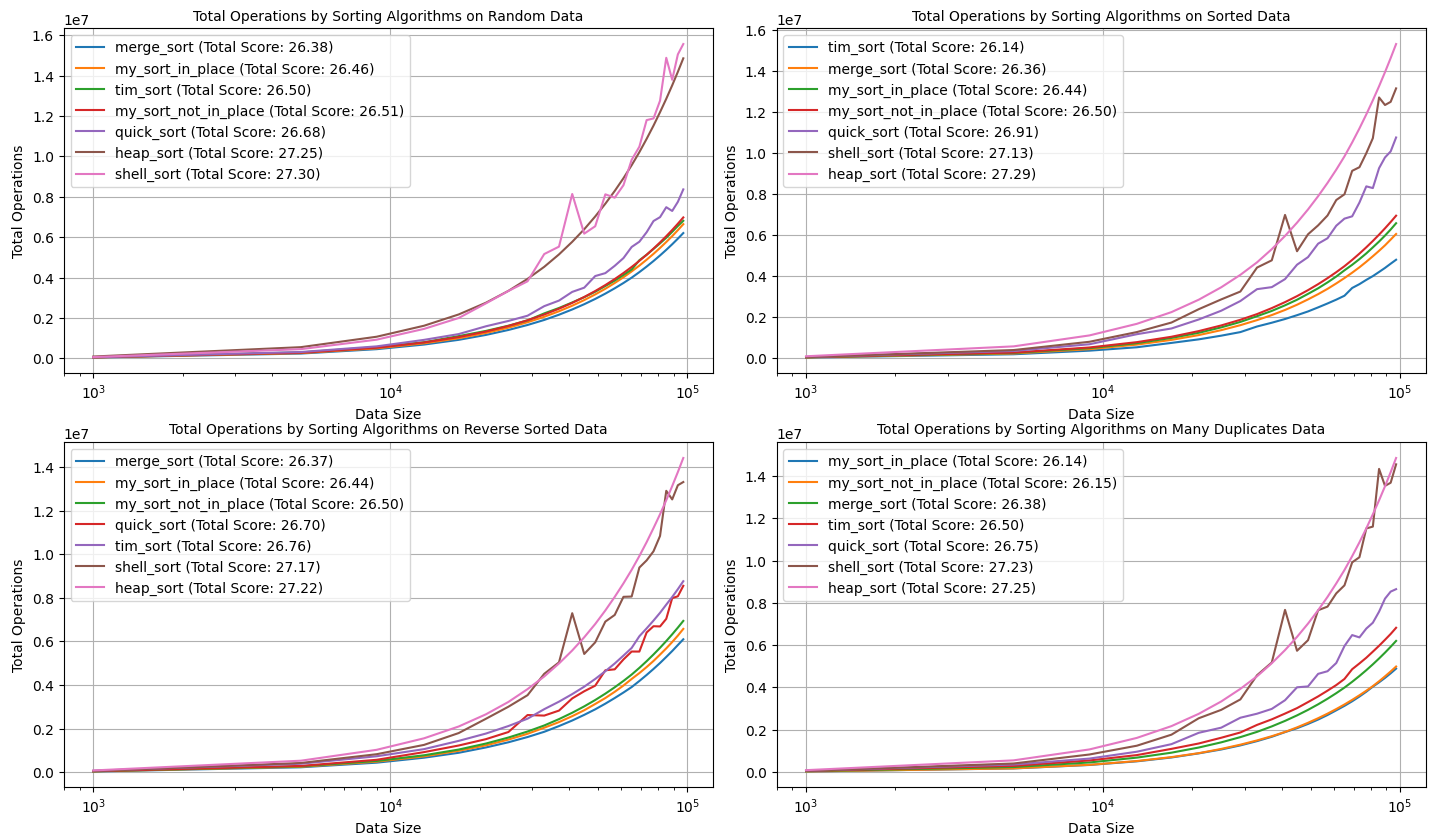 Total Operations by Sorting Algorithms on Random Data
1e7
1.6
1.4
1.2
1.0
0.8
0.6
0.4
0.2
0.0
Total Operations
merge_sort (Total Score: 26.38)
my_sort_in_place (Total Score: 26.46)
tim_sort (Total Score: 26.50)
my_sort_not_in_place (Total Score: 26.51)
quick_sort (Total Score: 26.68)
heap_sort (Total Score: 27.25)
shell_sort (Total Score: 27.30)
10³ 10⁴ 10⁵
Data Size
Total Operations by Sorting Algorithms on Sorted Data
1e7
1.6
1.4
1.2
1.0
0.8
0.6
0.4
0.2
0.0
Total Operations
tim_sort (Total Score: 26.14)
merge_sort (Total Score: 26.36)
my_sort_in_place (Total Score: 26.44)
my_sort_not_in_place (Total Score: 26.50)
quick_sort (Total Score: 26.91)
shell_sort (Total Score: 27.13)
heap_sort (Total Score: 27.29)
10³ 10⁴ 10⁵
Data Size
Total Operations by Sorting Algorithms on Reverse Sorted Data
1e7
1.4
1.2
1.0
0.8
0.6
0.4
0.2
0.0
Total Operations
merge_sort (Total Score: 26.37)
my_sort_in_place (Total Score: 26.44)
my_sort_not_in_place (Total Score: 26.50)
quick_sort (Total Score: 26.70)
tim_sort (Total Score: 26.76)
shell_sort (Total Score: 27.17)
heap_sort (Total Score: 27.22)
10³ 10⁴ 10⁵
Data Size
Total Operations by Sorting Algorithms on Many Duplicates Data
1e7
1.4
1.2
1.0
0.8
0.6
0.4
0.2
0.0
Total Operations
my_sort_in_place (Total Score: 26.14)
my_sort_not_in_place (Total Score: 26.15)
merge_sort (Total Score: 26.38)
tim_sort (Total Score: 26.50)
quick_sort (Total Score: 26.75)
shell_sort (Total Score: 27.23)
heap_sort (Total Score: 27.25)
10³ 10⁴ 10⁵
Data Size